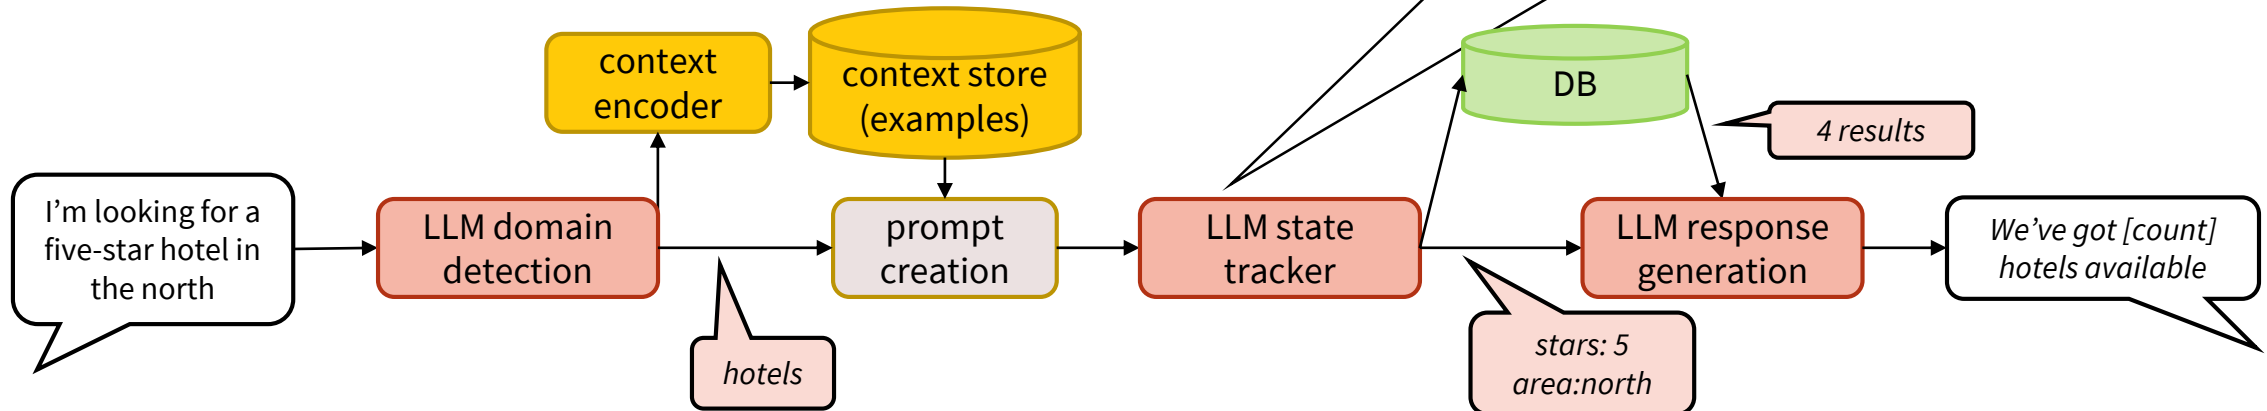 context
encoder
context store
(examples)
DB
4 results
I'm looking for a
five-star hotel in
the north
LLM domain
detection
prompt
creation
LLM state
tracker
LLM response
generation
We've got [count]
hotels available
hotels
stars: 5
area:north